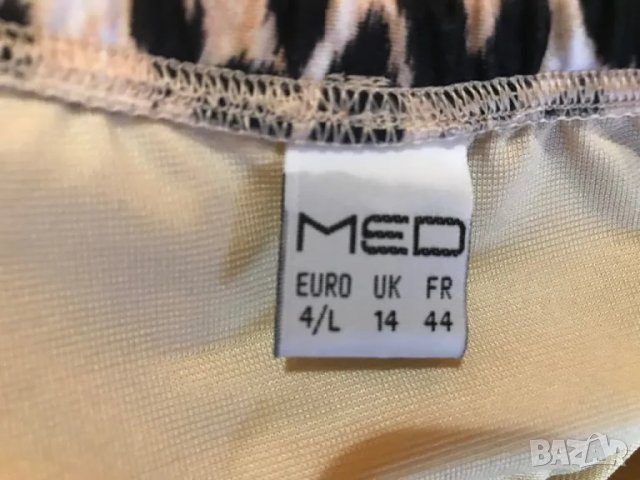 MED
EURO UK FR
4/L 14 44
BAZAR